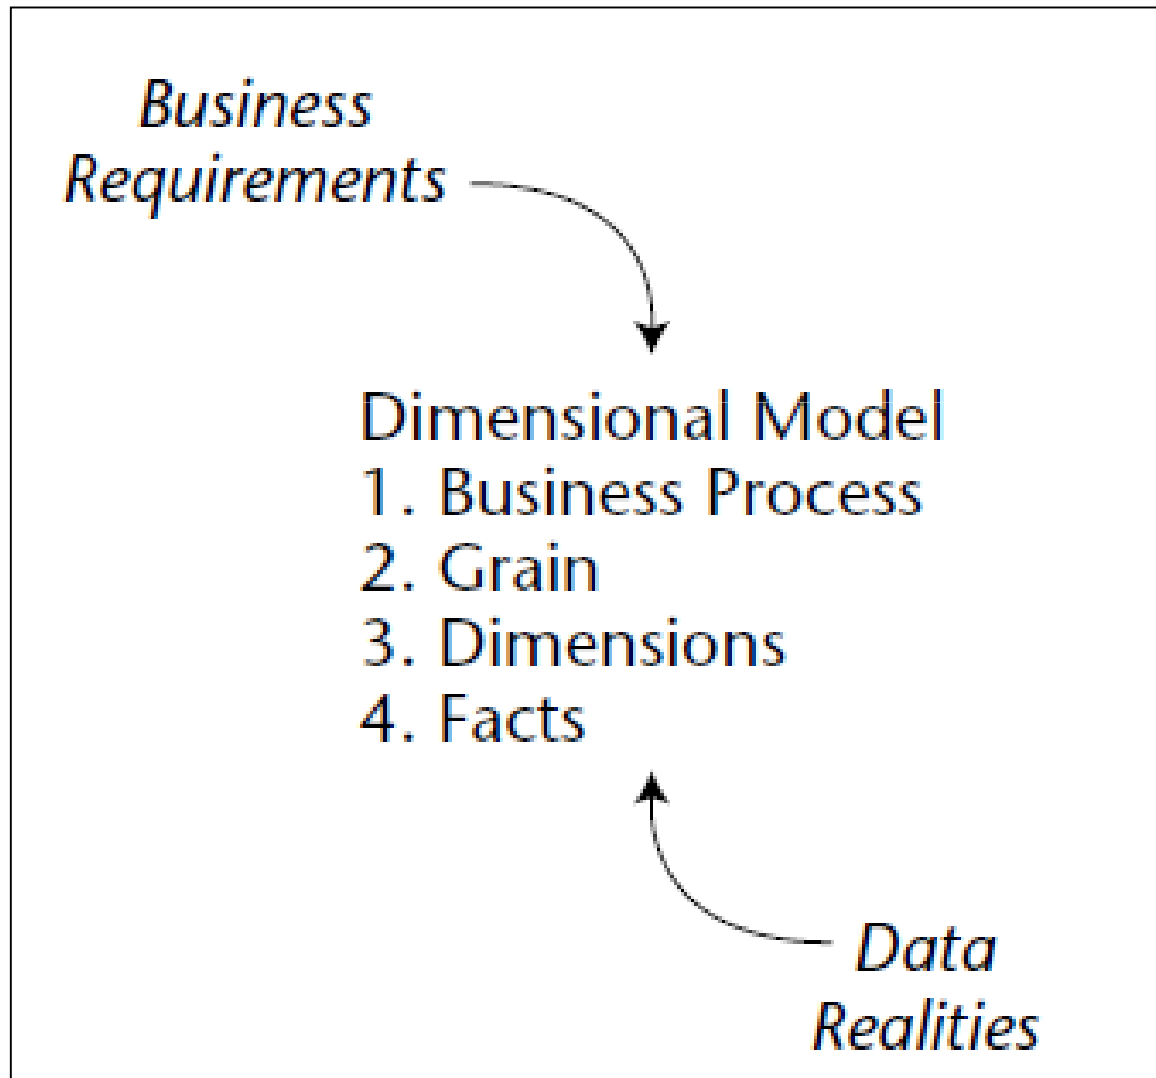 Business
Requirements
Dimensional Model
1. Business Process
2. Grain
3. Dimensions
4. Facts
Data
Realities